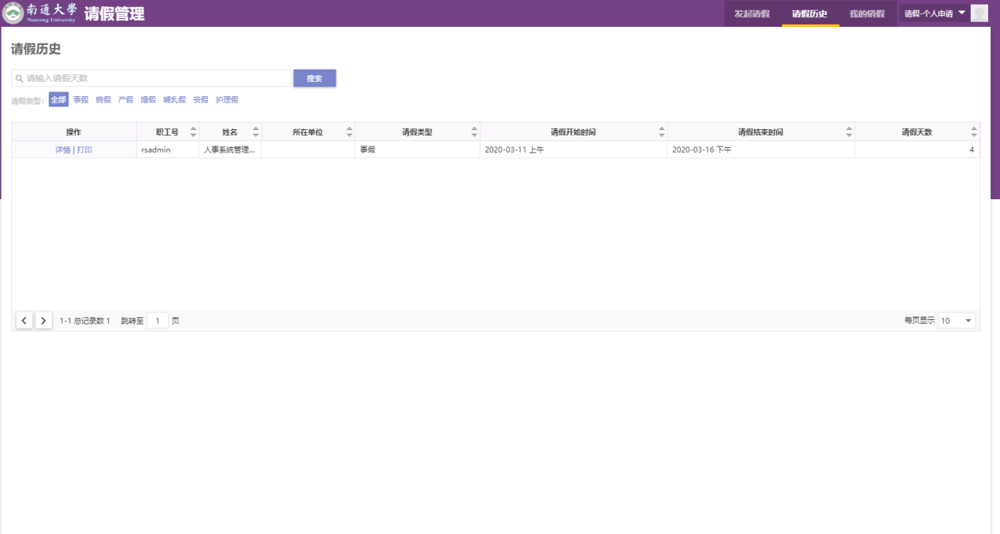 南通大學 请假管理 发起请假 请假历史 我的销假 请假-个人申请
Nantong University
请假历史
请输入请假天数 搜索
请假类型: 全部 事假 病假 产假 婚假 哺乳假 丧假 护理假
操作 职工号 姓名 所在单位 请假类型 请假开始时间 请假结束时间 请假天数
详情 | 打印 rsadmin 人事系统管理... 事假 2020-03-11 上午 2020-03-16 下午 4
1-1 总记录数 1 跳转至 1 页 每页显示 10